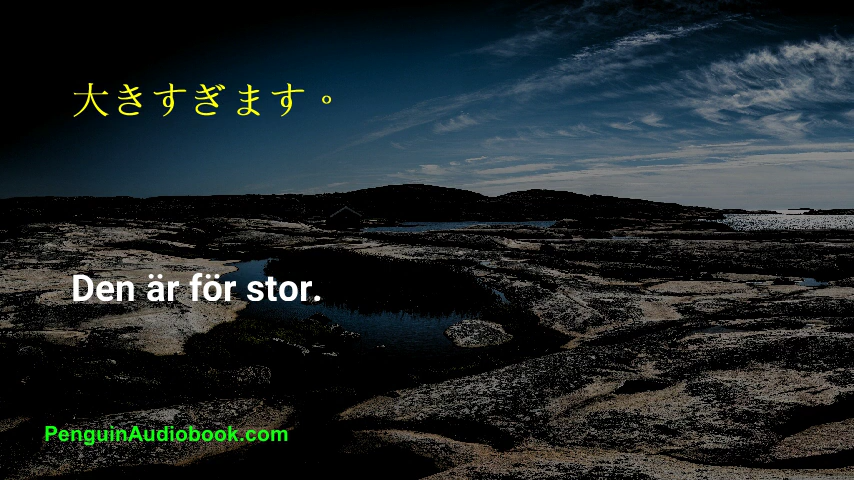 大きすぎます。
Den är för stor.
PenguinAudiobook.com